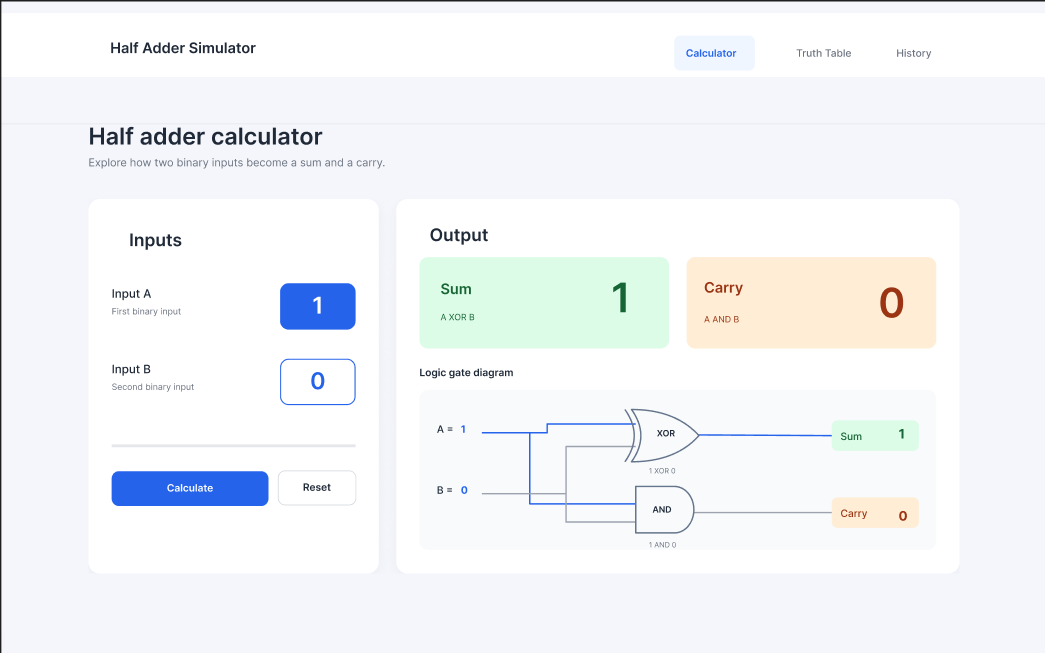 Half Adder Simulator
Calculator
Truth Table
History
Half adder calculator
Explore how two binary inputs become a sum and a carry.
Inputs
Input A
First binary input
1
Input B
Second binary input
0
Calculate
Reset
Output
Sum
A XOR B
1
Carry
A AND B
0
Logic gate diagram
A = 1
XOR
1 XOR 0
Sum 1
B = 0
AND
1 AND 0
Carry 0